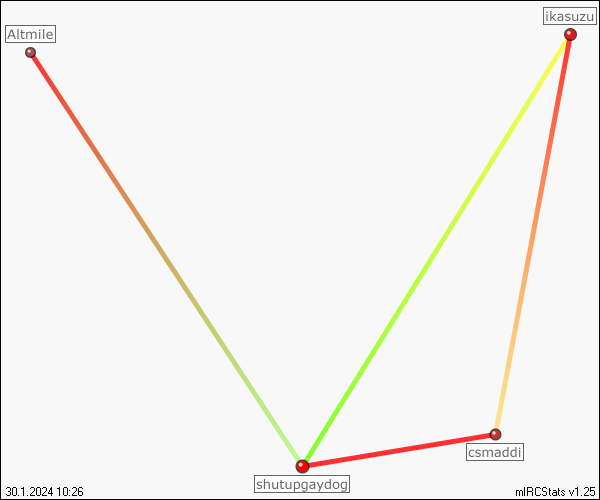 ikasuzu
Altmile
csmaddi
shutupgaydog
30.1.2024 10:26
mIRCStats v1.25